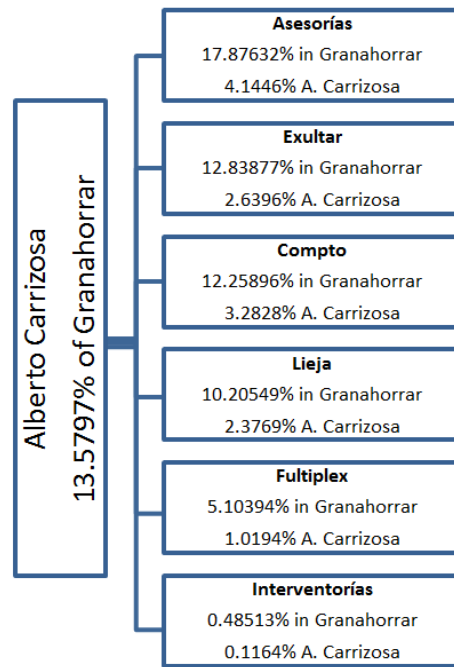 Alberto Carrizosa
13.5797% of Granahorrar
Asesorías
17.87632% in Granahorrar
4.1446% A. Carrizosa
Exultar
12.83877% in Granahorrar
2.6396% A. Carrizosa
Compto
12.25896% in Granahorrar
3.2828% A. Carrizosa
Lieja
10.20549% in Granahorrar
2.3769% A. Carrizosa
Fultiplex
5.10394% in Granahorrar
1.0194% A. Carrizosa
Interventorías
0.48513% in Granahorrar
0.1164% A. Carrizosa